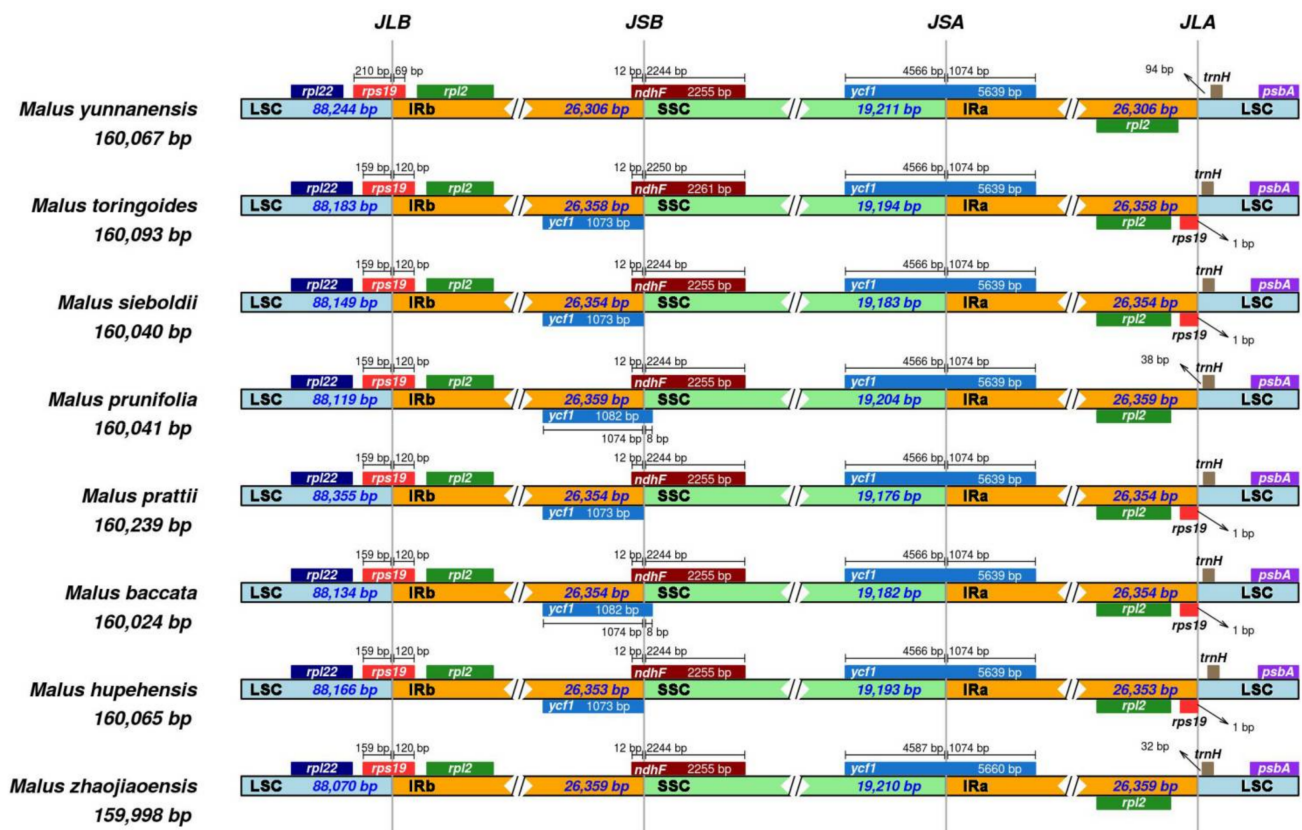 JLB JSB JSA JLA
210 bp 69 bp 12 bp 2244 bp 4566 bp 1074 bp 94 bp trnH
rpl22 rps19 rpl2 ndhF 2255 bp ycf1 5639 bp psbA
Malus yunnanensis LSC 88,244 bp IRb // 26,306 bp SSC // 19,211 bp IRa // 26,306 bp LSC
160,067 bp rpl2
159 bp 120 bp 12 bp 2250 bp 4566 bp 1074 bp trnH
rpl22 rps19 rpl2 ndhF 2261 bp ycf1 5639 bp psbA
Malus toringoides LSC 88,183 bp IRb // 26,358 bp SSC // 19,194 bp IRa // 26,358 bp LSC
160,093 bp ycf1 1073 bp rpl2 rps19 1 bp
159 bp 120 bp 12 bp 2244 bp 4566 bp 1074 bp trnH
rpl22 rps19 rpl2 ndhF 2255 bp ycf1 5639 bp psbA
Malus sieboldii LSC 88,149 bp IRb // 26,354 bp SSC // 19,183 bp IRa // 26,354 bp LSC
160,040 bp ycf1 1073 bp rpl2 rps19 1 bp
159 bp 120 bp 12 bp 2244 bp 4566 bp 1074 bp 38 bp trnH
rpl22 rps19 rpl2 ndhF 2255 bp ycf1 5639 bp psbA
Malus prunifolia LSC 88,119 bp IRb // 26,359 bp SSC // 19,204 bp IRa // 26,359 bp LSC
160,041 bp ycf1 1082 bp rpl2
1074 bp 8 bp
159 bp 120 bp 12 bp 2244 bp 4566 bp 1074 bp trnH
rpl22 rps19 rpl2 ndhF 2255 bp ycf1 5639 bp psbA
Malus prattii LSC 88,355 bp IRb // 26,354 bp SSC // 19,176 bp IRa // 26,354 bp LSC
160,239 bp ycf1 1073 bp rpl2 rps19 1 bp
159 bp 120 bp 12 bp 2244 bp 4566 bp 1074 bp trnH
rpl22 rps19 rpl2 ndhF 2255 bp ycf1 5639 bp psbA
Malus baccata LSC 88,134 bp IRb // 26,354 bp SSC // 19,182 bp IRa // 26,354 bp LSC
160,024 bp ycf1 1082 bp rpl2 rps19 1 bp
1074 bp 8 bp
159 bp 120 bp 12 bp 2244 bp 4566 bp 1074 bp trnH
rpl22 rps19 rpl2 ndhF 2255 bp ycf1 5639 bp psbA
Malus hupehensis LSC 88,166 bp IRb // 26,353 bp SSC // 19,193 bp IRa // 26,353 bp LSC
160,065 bp ycf1 1073 bp rpl2 rps19 1 bp
159 bp 120 bp 12 bp 2244 bp 4587 bp 1074 bp 32 bp trnH
rpl22 rps19 rpl2 ndhF 2255 bp ycf1 5660 bp psbA
Malus zhaojiaoensis LSC 88,070 bp IRb // 26,359 bp SSC // 19,210 bp IRa // 26,359 bp LSC
159,998 bp rpl2